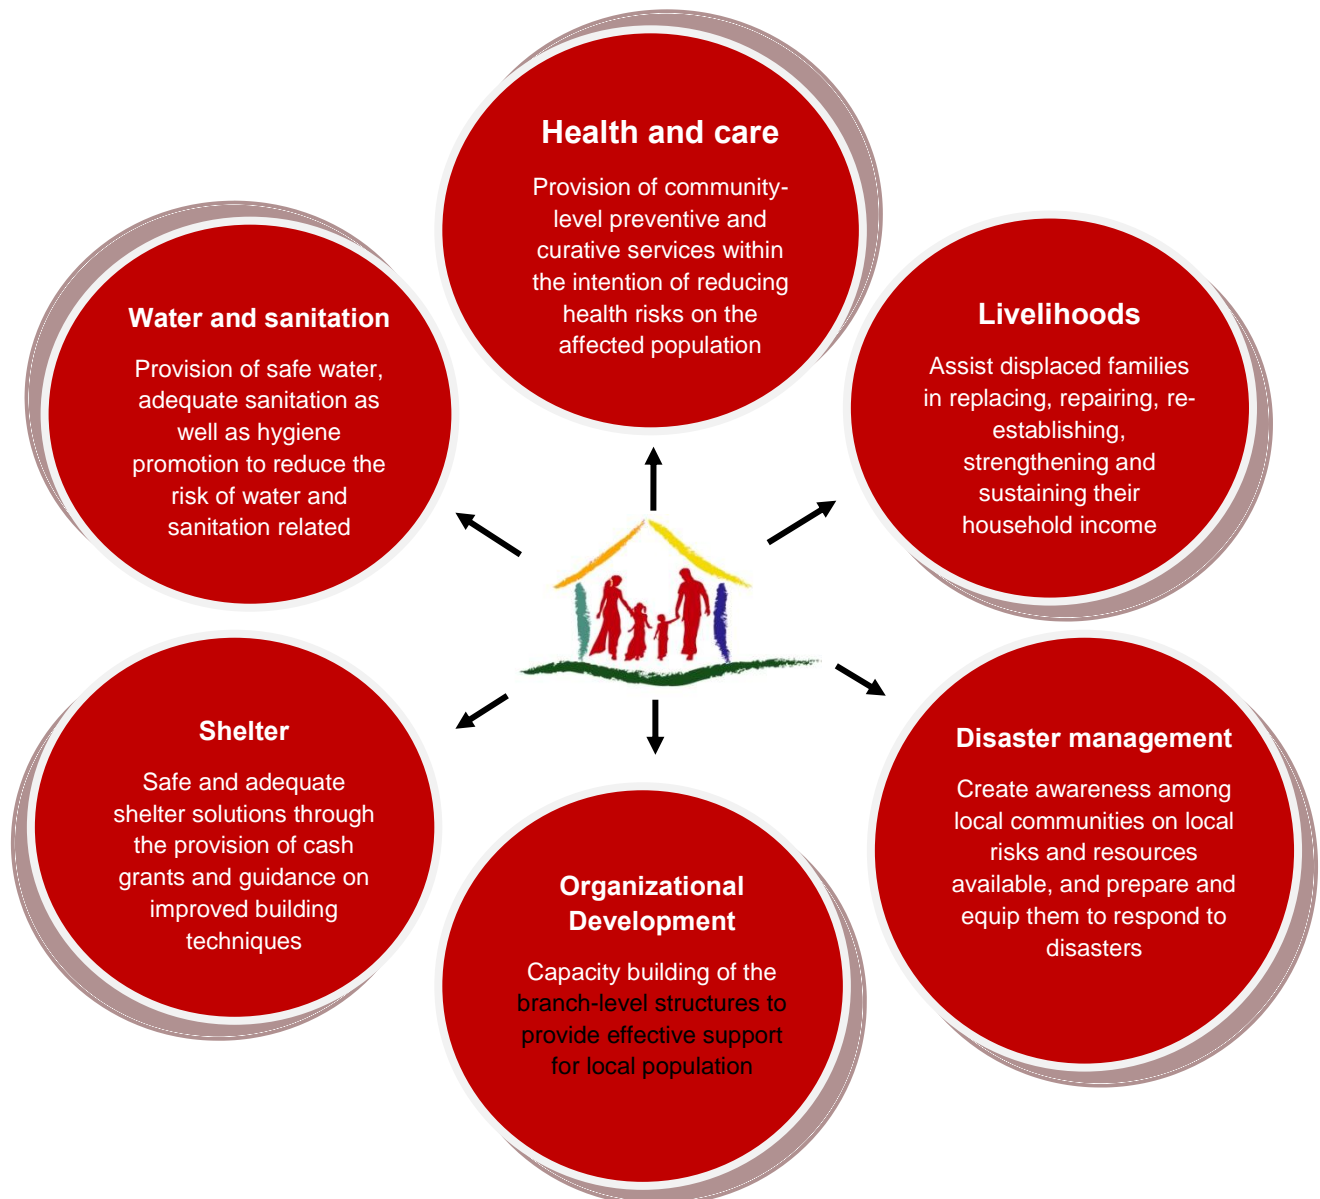 Health and care
Provision of community-
level preventive and
curative services within
the intention of reducing
health risks on the
affected population
Water and sanitation
Provision of safe water,
adequate sanitation as
well as hygiene
promotion to reduce the
risk of water and
sanitation related
Livelihoods
Assist displaced families
in replacing, repairing, re-
establishing,
strengthening and
sustaining their
household income
Shelter
Safe and adequate
shelter solutions through
the provision of cash
grants and guidance on
improved building
techniques
Organizational
Development
Capacity building of the
branch-level structures to
provide effective support
for local population
Disaster management
Create awareness among
local communities on local
risks and resources
available, and prepare and
equip them to respond to
disasters